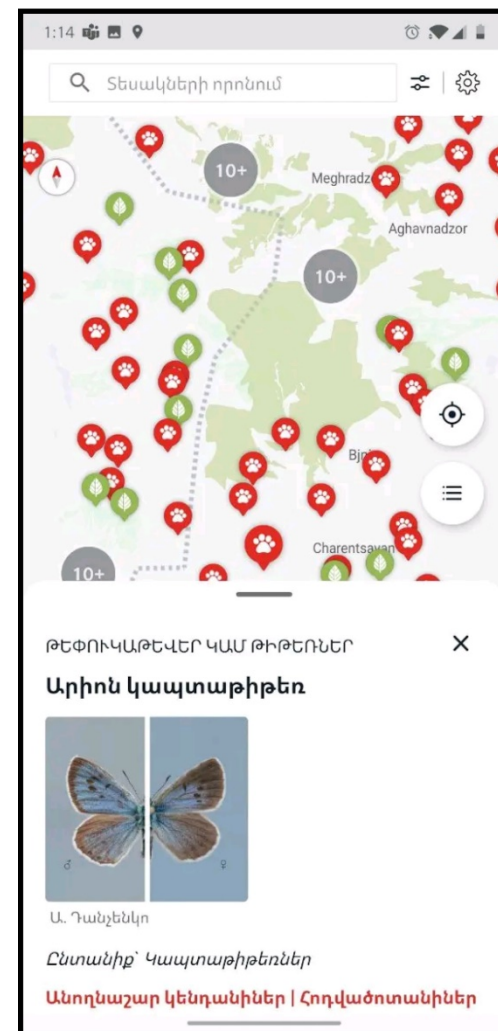 1:14
Տեսակների որոնում
10+
Meghradz
Aghavnadzor
10+
Charentsavan
10+
ԹԵՓՈՒԿԱԹԵՎԵՐ ԿԱՄ ԹԻԹԵՌՆԵՐ
Արիոն կապտաթիթեռ
♂ ♀
Ա. Դանչենկո
Ընտանիք՝ Կապտաթիթեռներ
Անողնաշար կենդանիներ | Հոդվածոտանիներ